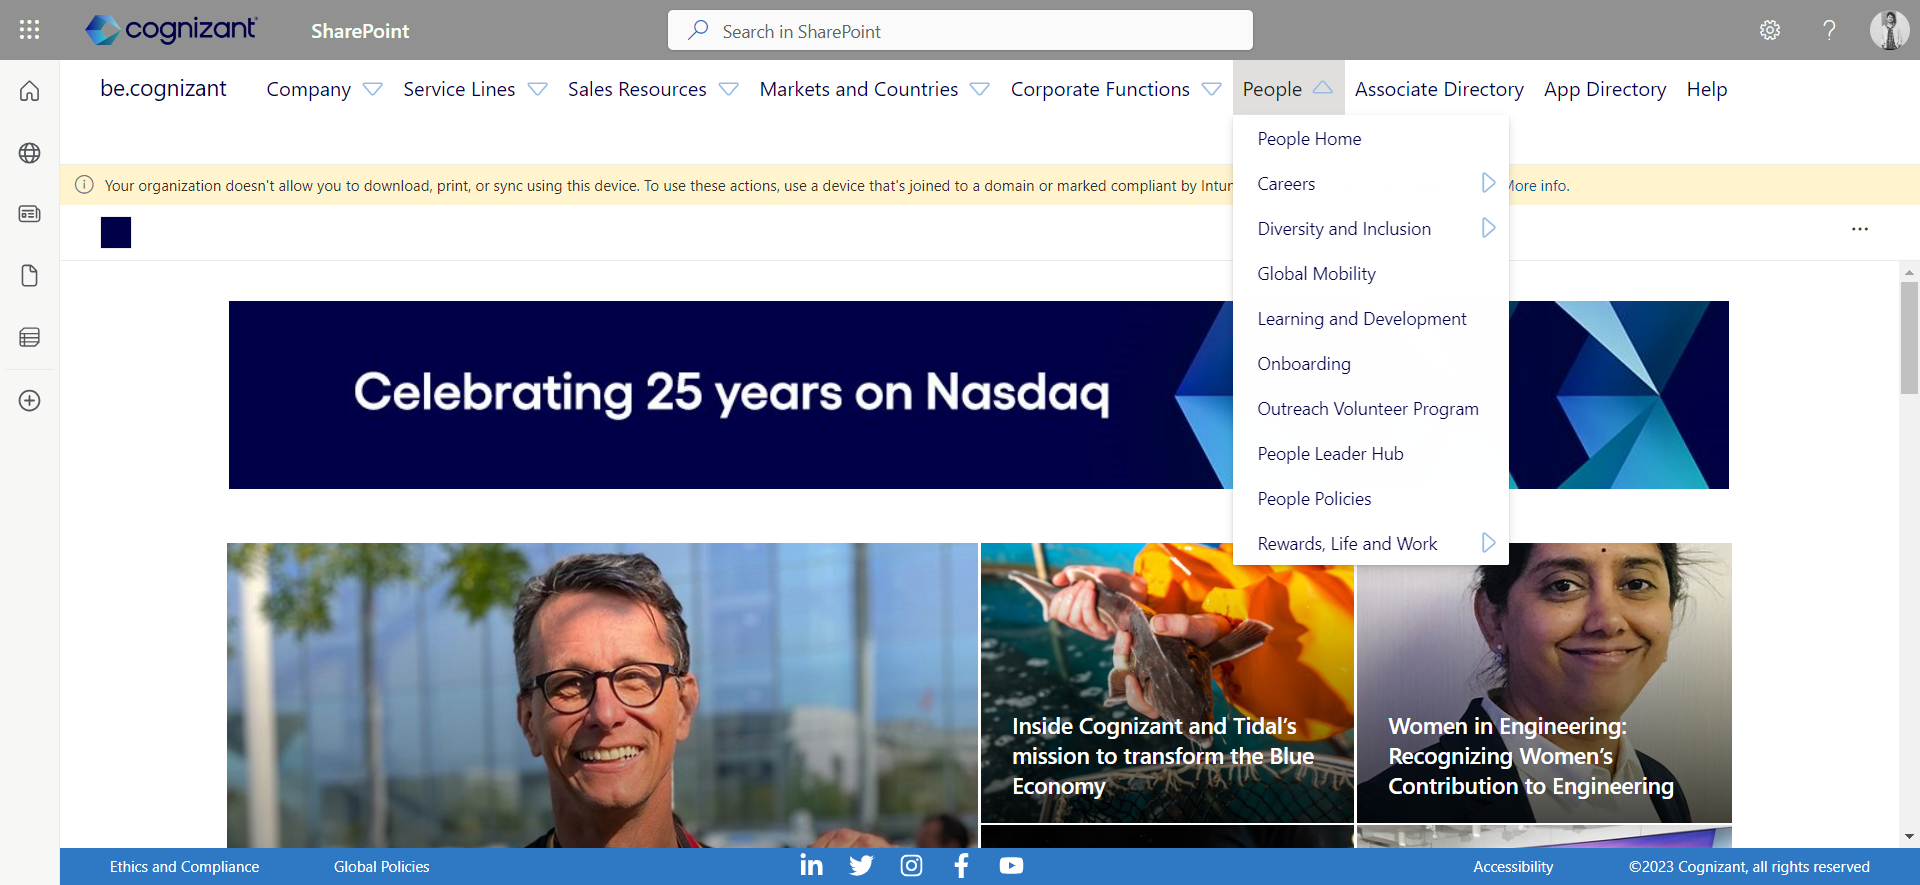 cognizant
SharePoint
Search in SharePoint
be.cognizant
Company
Service Lines
Sales Resources
Markets and Countries
Corporate Functions
People
Associate Directory
App Directory
Help
People Home
Careers
Diversity and Inclusion
Global Mobility
Learning and Development
Onboarding
Outreach Volunteer Program
People Leader Hub
People Policies
Rewards, Life and Work
Your organization doesn't allow you to download, print, or sync using this device. To use these actions, use a device that's joined to a domain or marked compliant by
info.
Celebrating 25 years on Nasdaq
Inside Cognizant and Tidal’s
mission to transform the Blue
Economy
Women in Engineering:
Recognizing Women’s
Contribution to Engineering
Ethics and Compliance
Global Policies
Accessibility
©2023 Cognizant, all rights reserved